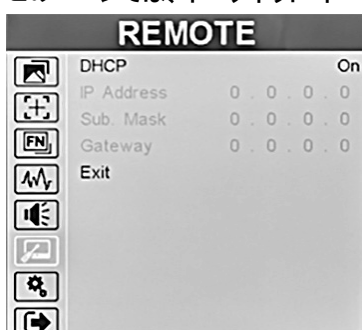 REMOTE
DHCP On
IP Address 0 . 0 . 0 . 0
Sub. Mask 0 . 0 . 0 . 0
Gateway 0 . 0 . 0 . 0
Exit
FN